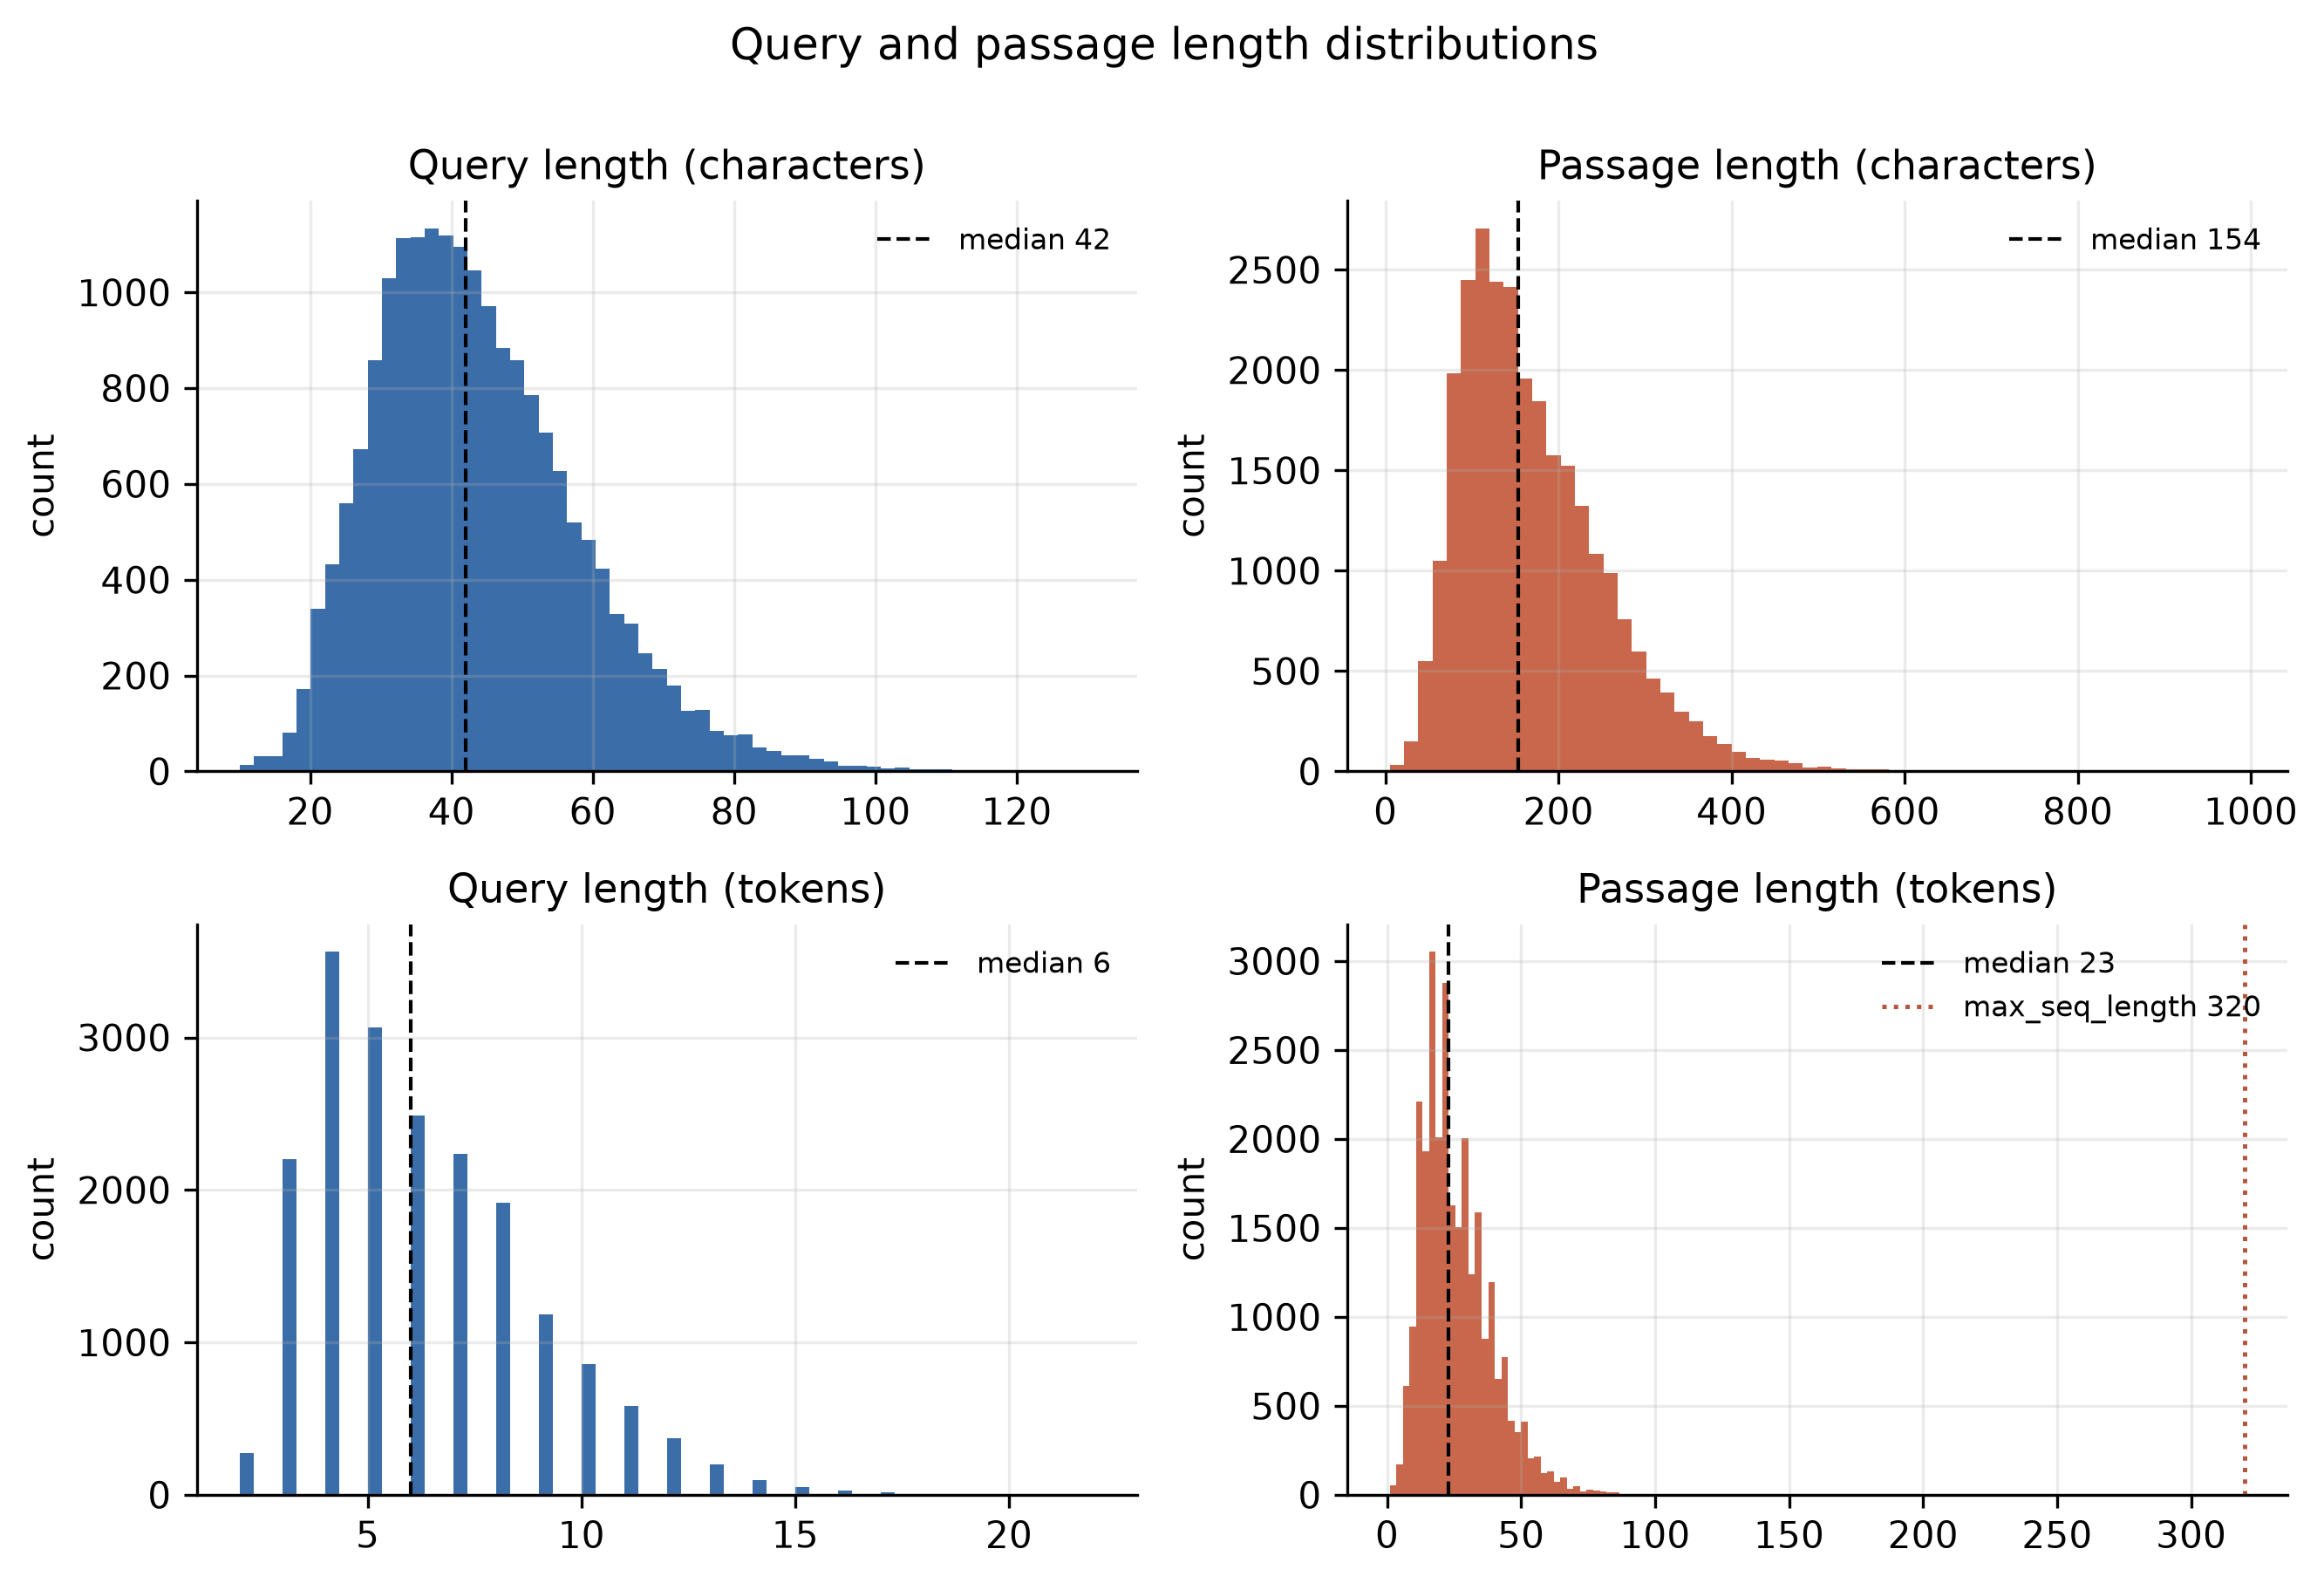 Query and passage length distributions
Query length (characters)
count
1000
800
600
400
200
0
median 42
20 40 60 80 100 120
Passage length (characters)
count
2500
2000
1500
1000
500
0
median 154
0 200 400 600 800 1000
Query length (tokens)
count
3000
2000
1000
0
median 6
5 10 15 20
Passage length (tokens)
count
3000
2500
2000
1500
1000
500
0
median 23
max_seq_length 320
0 50 100 150 200 250 300